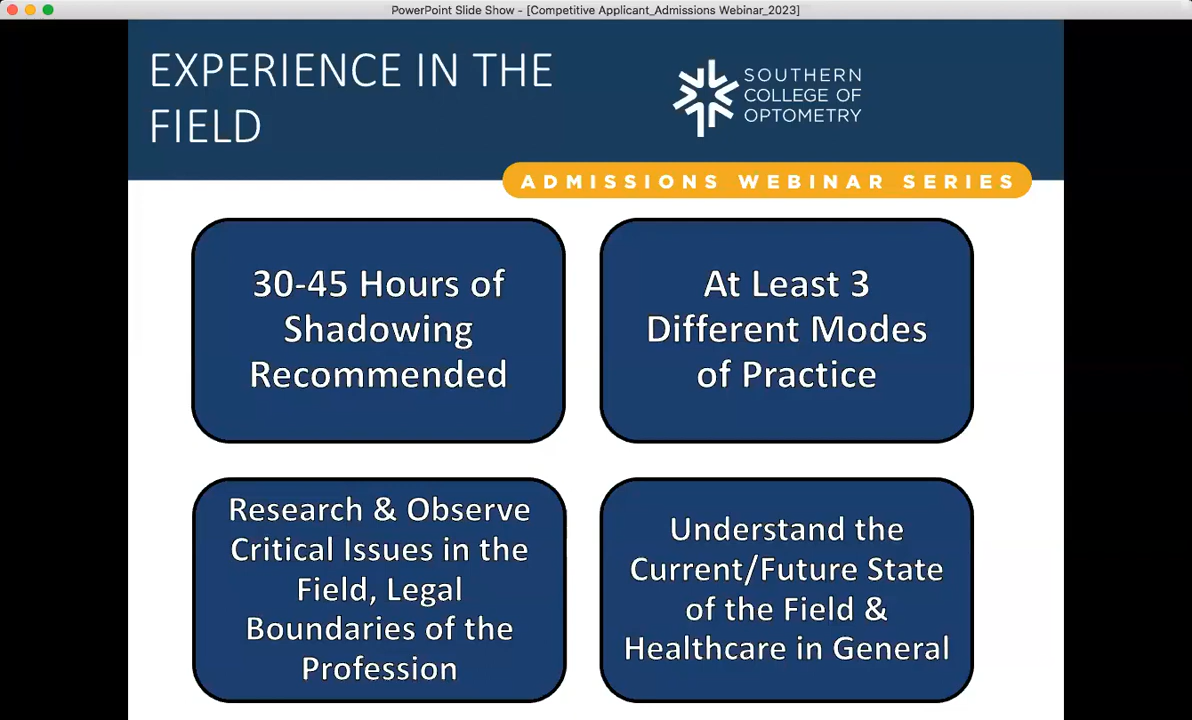 PowerPoint Slide Show - [Competitive Applicant_Admissions Webinar_2023]
EXPERIENCE IN THE
FIELD
SOUTHERN
COLLEGE OF
OPTOMETRY
ADMISSIONS WEBINAR SERIES
30-45 Hours of
Shadowing
Recommended
At Least 3
Different Modes
of Practice
Research & Observe
Critical Issues in the
Field, Legal
Boundaries of the
Profession
Understand the
Current/Future State
of the Field &
Healthcare in General